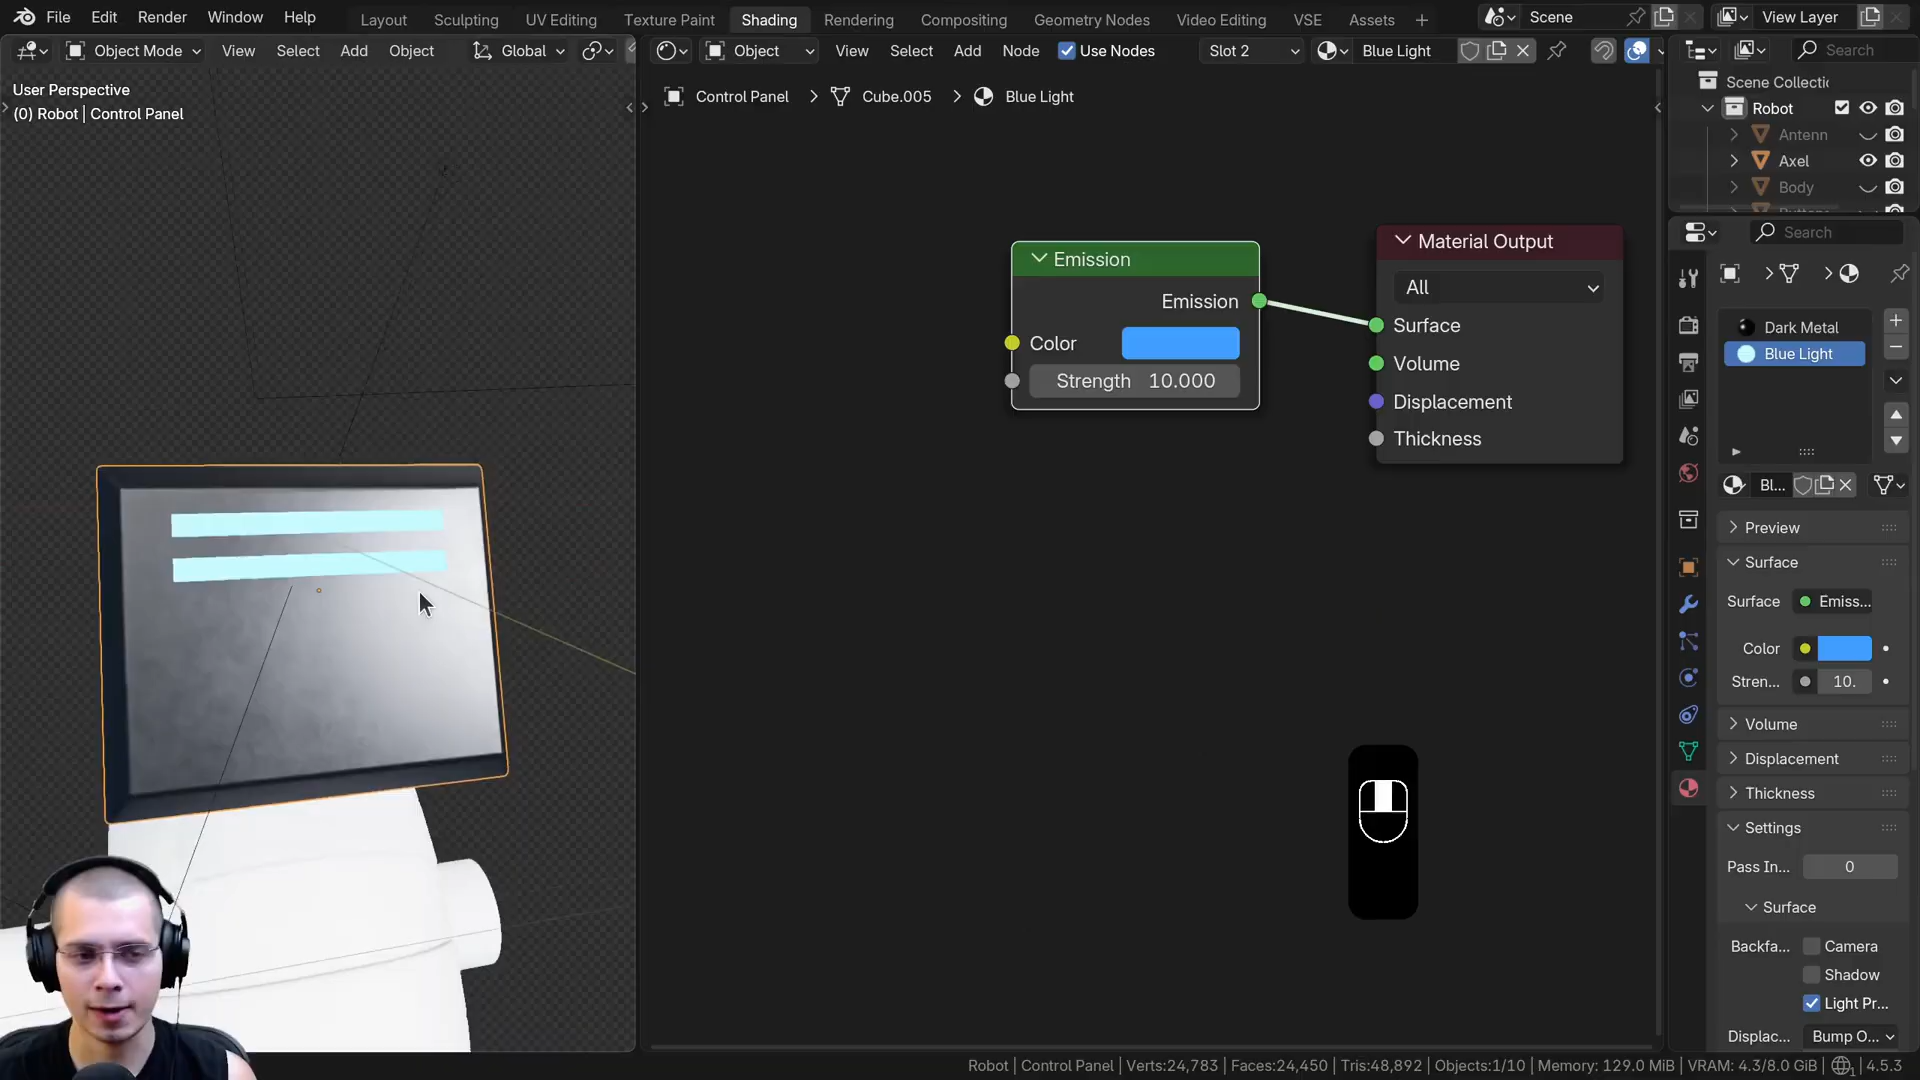 File Edit Render Window Help
Layout Sculpting UV Editing Texture Paint Shading Rendering Compositing Geometry Nodes Video Editing VSE Assets
Scene
View Layer
Object Mode View Select Add Object Global
Object View Select Add Node Use Nodes Slot 2 Blue Light
Search
User Perspective
(0) Robot | Control Panel
Control Panel Cube.005 Blue Light
Scene Collecti
Robot
Antenn
Axel
Body
Search
Emission
Emission
Color
Strength 10.000
Material Output
All
Surface
Volume
Displacement
Thickness
Dark Metal
Blue Light
Bl...
Preview
Surface
Surface Emiss...
Color
Stren... 10.
Volume
Displacement
Thickness
Settings
Pass In... 0
Surface
Backfa... Camera
Shadow
Light Pr...
Displac... Bump O...
Robot | Control Panel | Verts:24,783 | Faces:24,450 | Tris:48,892 | Objects:1/10 | Memory: 129.0 MiB | VRAM: 4.3/8.0 GiB | 4.5.3